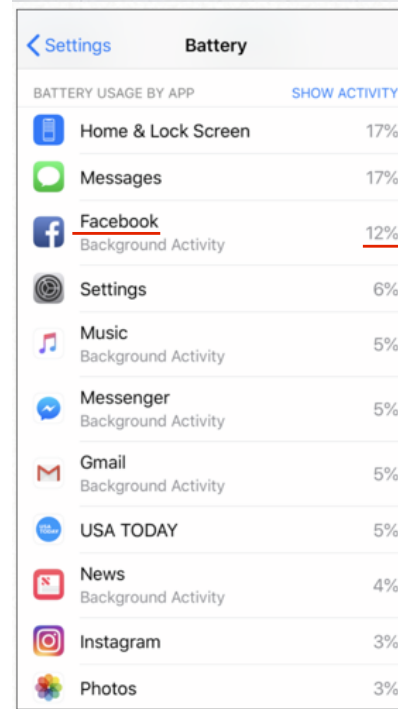 Settings Battery
BATTERY USAGE BY APP SHOW ACTIVITY
Home & Lock Screen 17%
Messages 17%
Facebook
Background Activity 12%
Settings 6%
Music
Background Activity 5%
Messenger
Background Activity 5%
Gmail
Background Activity 5%
USA TODAY
USA TODAY 5%
News
Background Activity 4%
Instagram 3%
Photos 3%